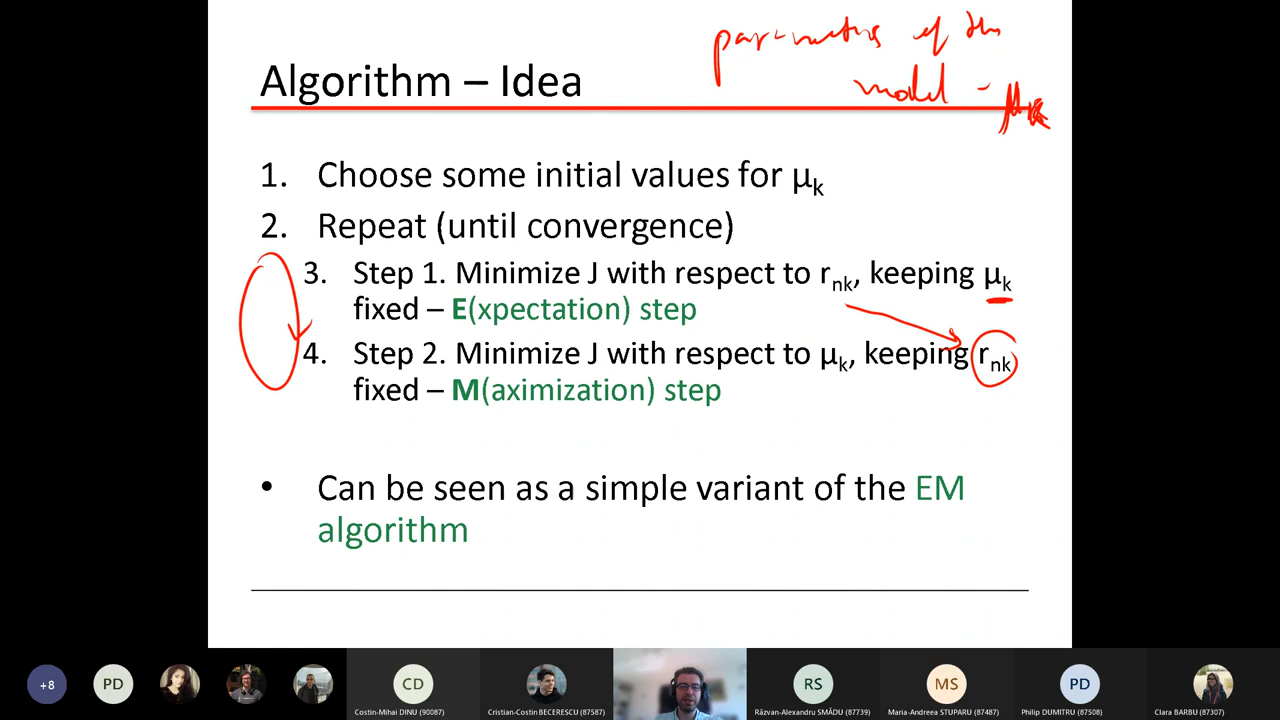 parameters of the
model - μk
Algorithm – Idea
1. Choose some initial values for μk
2. Repeat (until convergence)
3. Step 1. Minimize J with respect to rnk, keeping μk
fixed – E(xpectation) step
4. Step 2. Minimize J with respect to μk, keeping rnk
fixed – M(aximization) step
• Can be seen as a simple variant of the EM
algorithm
+8
PD
CD
RS
MS
PD
Costin-Mihai DINU (90087)
Cristian-Costin BECERESCU (87587)
Răzvan-Alexandru SMĂDU (87739)
Maria-Andreea STUPARU (87487)
Philip DUMITRU (87508)
Clara BARBU (87307)